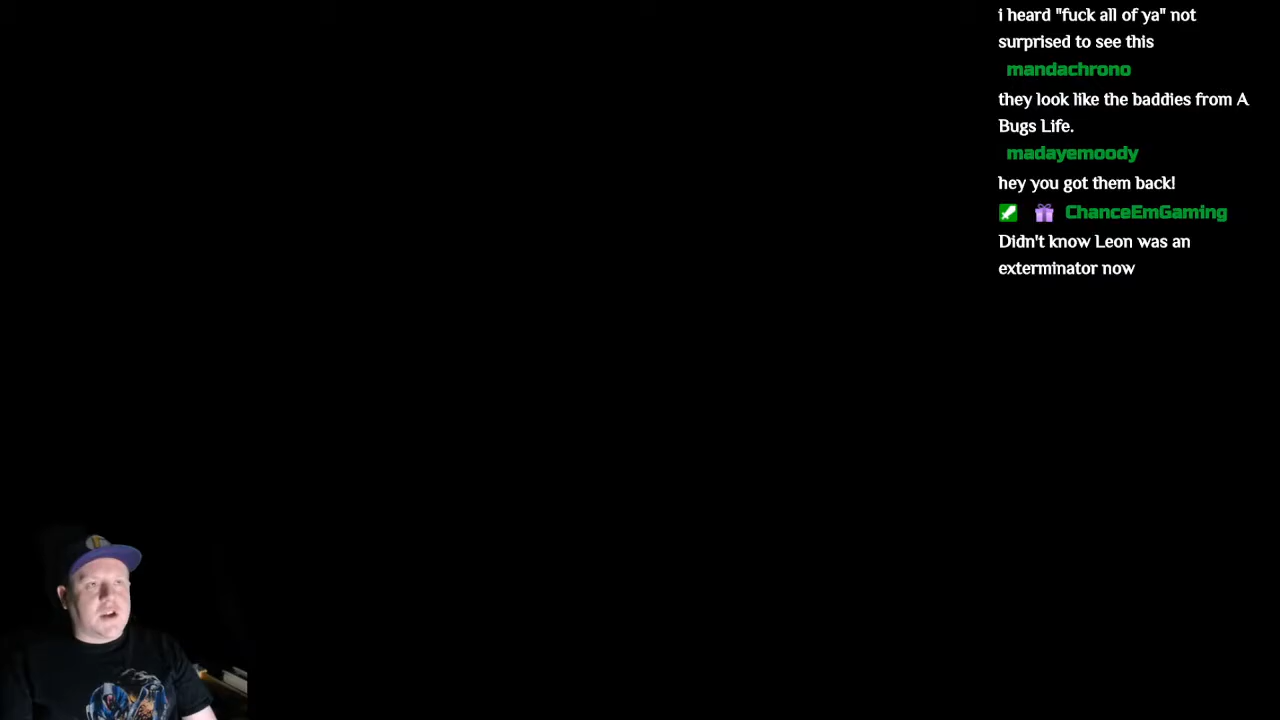 i heard "fuck all of ya" not
surprised to see this
mandachrono
they look like the baddies from A
Bugs Life.
madayemoody
hey you got them back!
ChanceEmGaming
Didn't know Leon was an
exterminator now